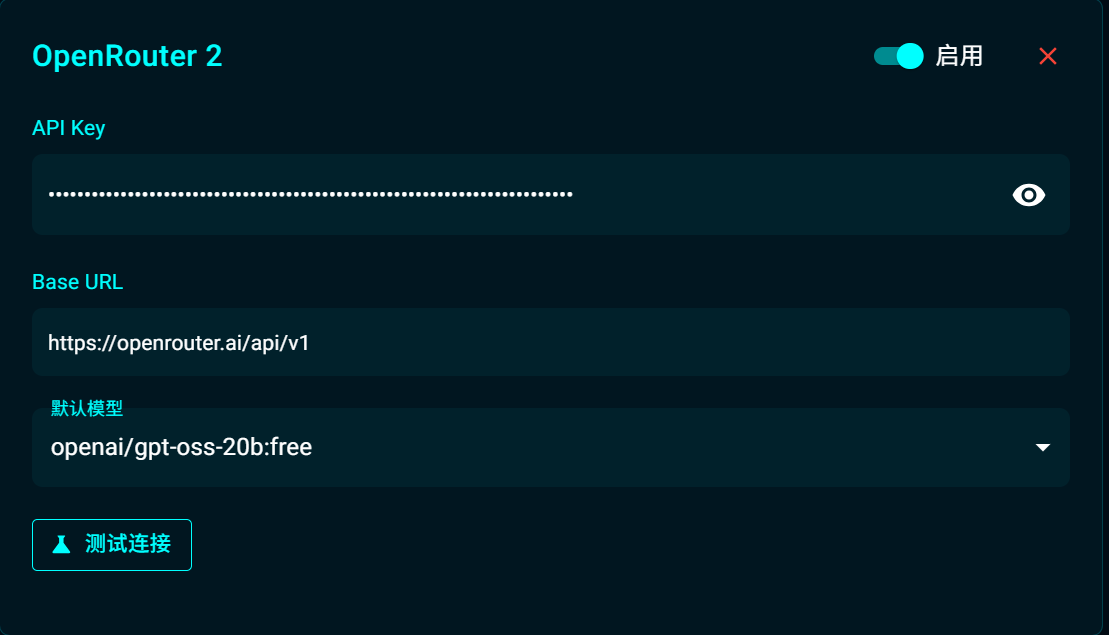 OpenRouter 2
启用
API Key
•••••••••••••••••••••••••••••••••••••••••••••••••••••••••••••••••••••••••
Base URL
https://openrouter.ai/api/v1
默认模型
openai/gpt-oss-20b:free
测试连接